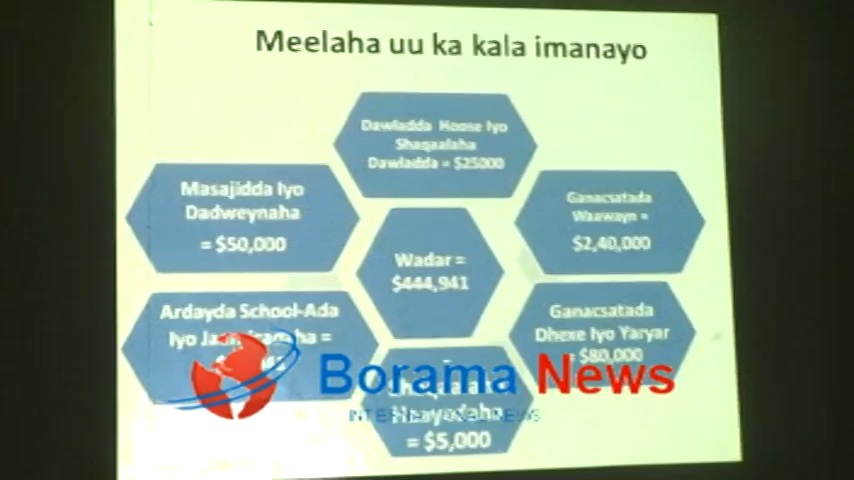 Meelaha uu ka kala imanayo
Dawladda Hoose Iyo
Shaqaalaha
Dawladda = $25000
Masajidda Iyo
Dadweynaha
= $50,000
Ganacsatada
Waawayn =
$2,40,000
Wadar =
$444,941
Ardayda School-Ada
Iyo
Ganacsatada
Dhexe Iyo Yaryar
= $80,000
Borama News
Haayadaha
= $5,000